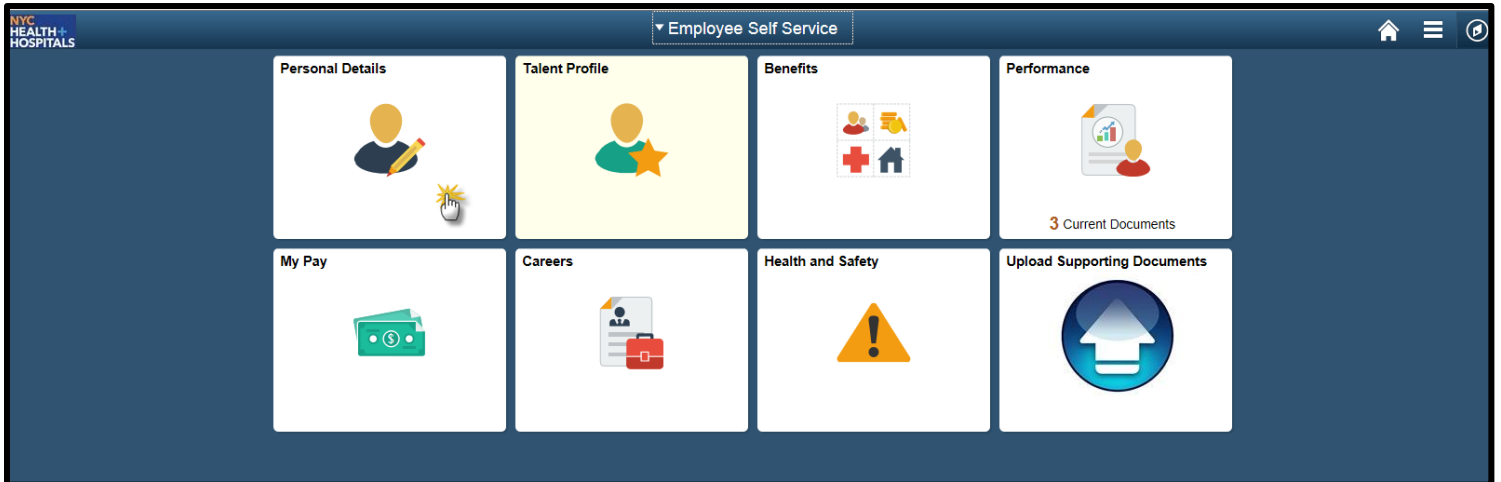 NYC
HEALTH+
HOSPITALS
Employee Self Service
Personal Details
Talent Profile
Benefits
Performance
3 Current Documents
My Pay
Careers
Health and Safety
Upload Supporting Documents